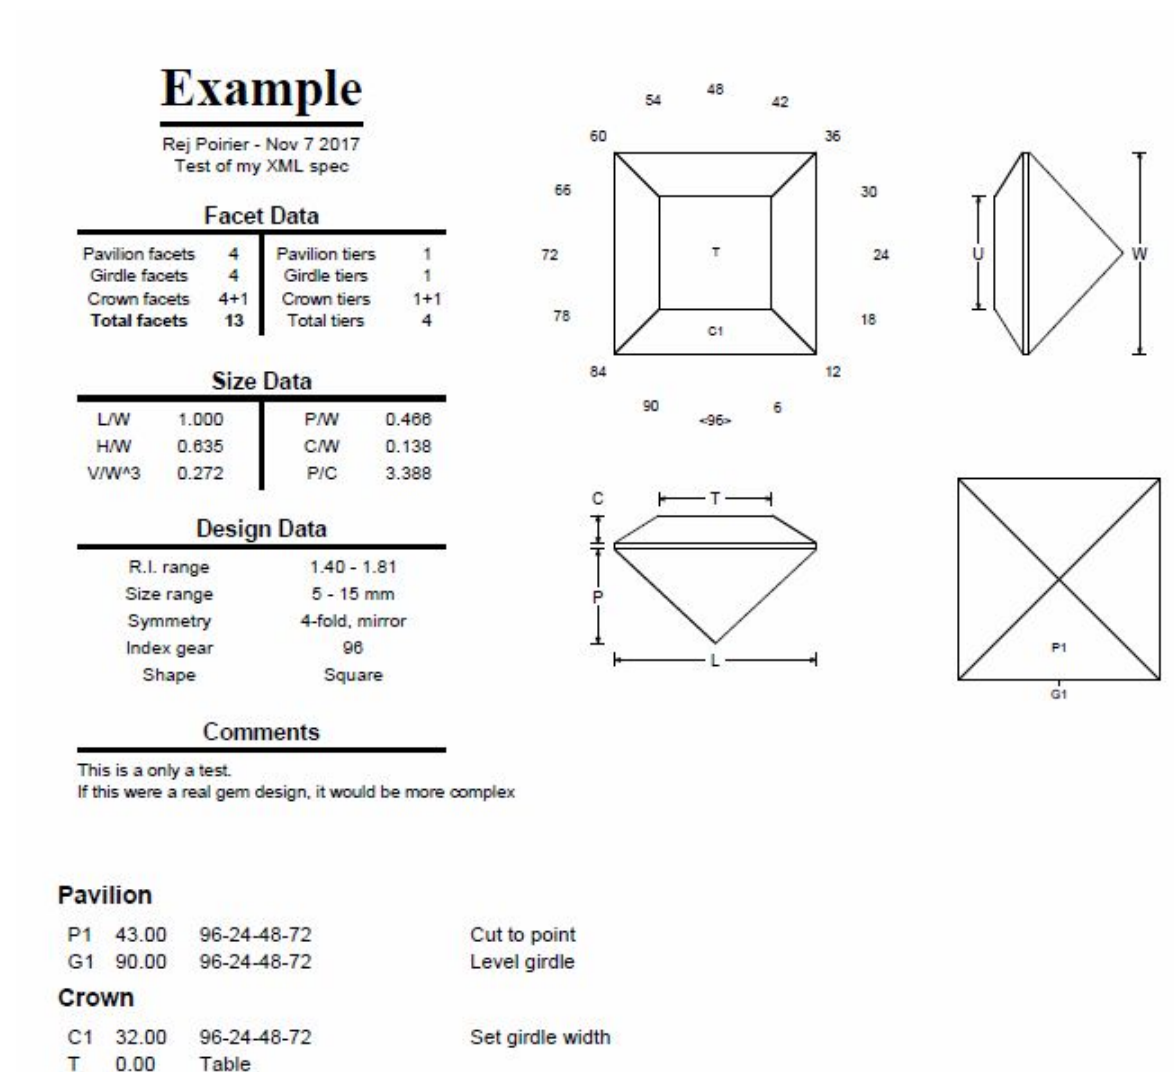 Example
Rej Poirier - Nov 7 2017
Test of my XML spec
Facet Data
Pavilion facets 4 Pavilion tiers 1
Girdle facets 4 Girdle tiers 1
Crown facets 4+1 Crown tiers 1+1
Total facets 13 Total tiers 4
Size Data
L/W 1.000 P/W 0.466
H/W 0.635 C/W 0.138
V/W^3 0.272 P/C 3.388
Design Data
R.I. range 1.40 - 1.81
Size range 5 - 15 mm
Symmetry 4-fold, mirror
Index gear 96
Shape Square
Comments
This is a only a test.
If this were a real gem design, it would be more complex
54 48 42
60 36
66 30
72 T 24
78 C1 18
84 12
90 <96> 6
U W
C T
P
L
P1
G1
Pavilion
P1 43.00 96-24-48-72 Cut to point
G1 90.00 96-24-48-72 Level girdle
Crown
C1 32.00 96-24-48-72 Set girdle width
T 0.00 Table